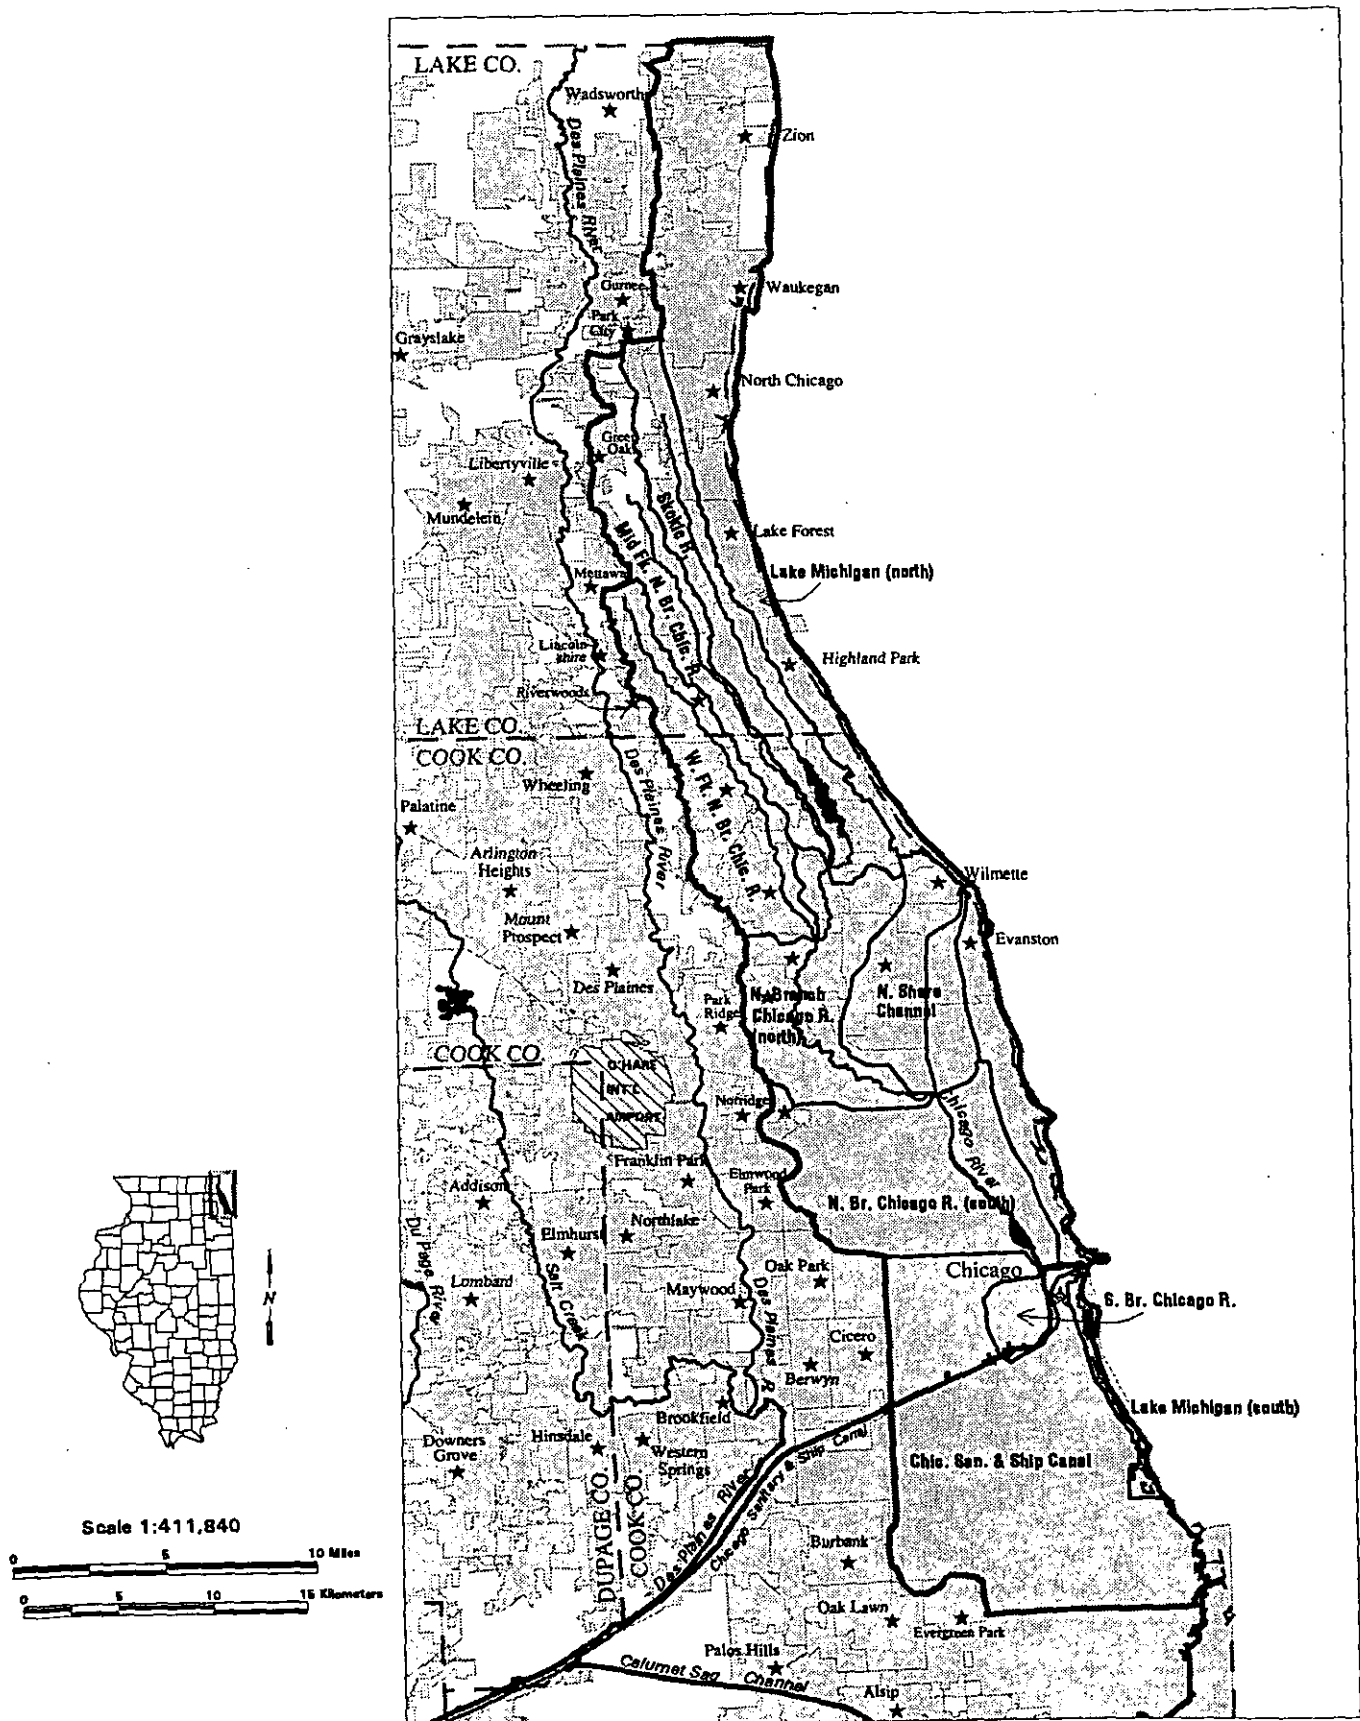 LAKE CO.
Wadsworth
Des Plaines River
Zion
Gurnee
Waukegan
Park
City
Grayslake
North Chicago
Green
Oak
Libertyville
Mundelein
Skokie R.
Lake Forest
Mid Fk. N. Br. Chic. R.
Mettawa
Lake Michigan (north)
Lincoln-
shire
Highland Park
Riverwoods
LAKE CO.
COOK CO.
Des Plaines River
W. Fk. N. Br. Chic. R.
Wheeling
Palatine
Arlington
Heights
Wilmette
Mount
Prospect
Evanston
Des Plaines
Park
Ridge
N. Branch
Chicago R.
(north)
N. Shore
Channel
COOK CO.
O'HARE
INT'L
AIRPORT
Norridge
Chicago River
Franklin Park
Elmwood
Park
Addison
N. Br. Chicago R. (south)
Elmhurst
Northlake
Du Page River
Salt Creek
Oak Park
Chicago
Lombard
Maywood
Des Plaines R.
S. Br. Chicago R.
Cicero
Berwyn
N
Brookfield
Lake Michigan (south)
Downers
Grove
Hinsdale
Western
Springs
Chic. San. & Ship Canal
Des Plaines River
Chicago Sanitary & Ship Canal
DUPAGE CO.
COOK CO.
Scale 1:411,840
0 5 10 Miles
0 5 10 15 Kilometers
Burbank
Oak Lawn
Evergreen Park
Palos Hills
Calumet Sag Channel
Alsip